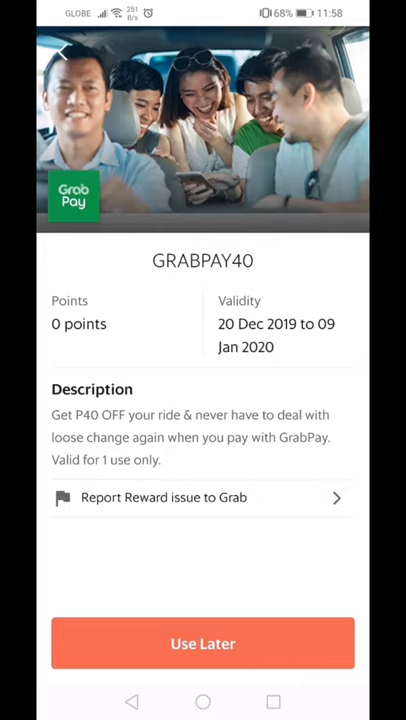 GLOBE 251 B/s 68% 11:58
Grab
Pay
GRABPAY40
Points
0 points
Validity
20 Dec 2019 to 09
Jan 2020
Description
Get P40 OFF your ride & never have to deal with
loose change again when you pay with GrabPay.
Valid for 1 use only.
Report Reward issue to Grab
Use Later